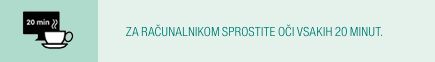 20 min
ZA RAČUNALNIKOM SPROSTITE OČI VSAKIH 20 MINUT.